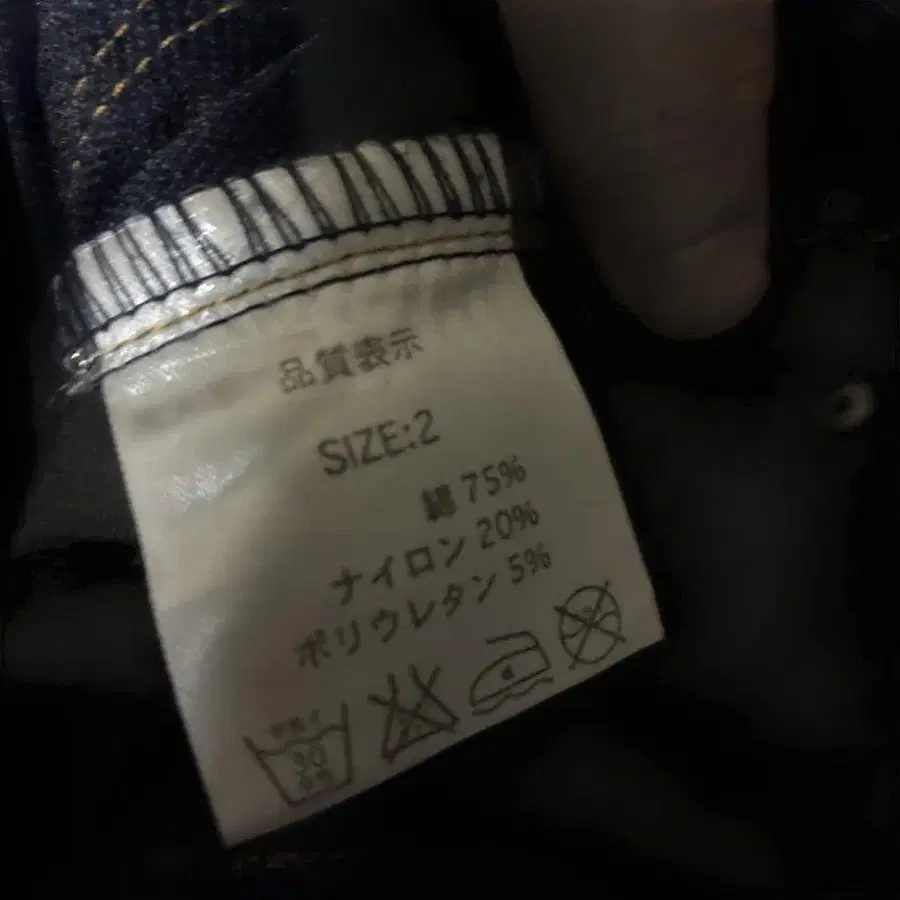 品質表示
SIZE:2
綿 75%
ナイロン 20%
ポリウレタン 5%
30